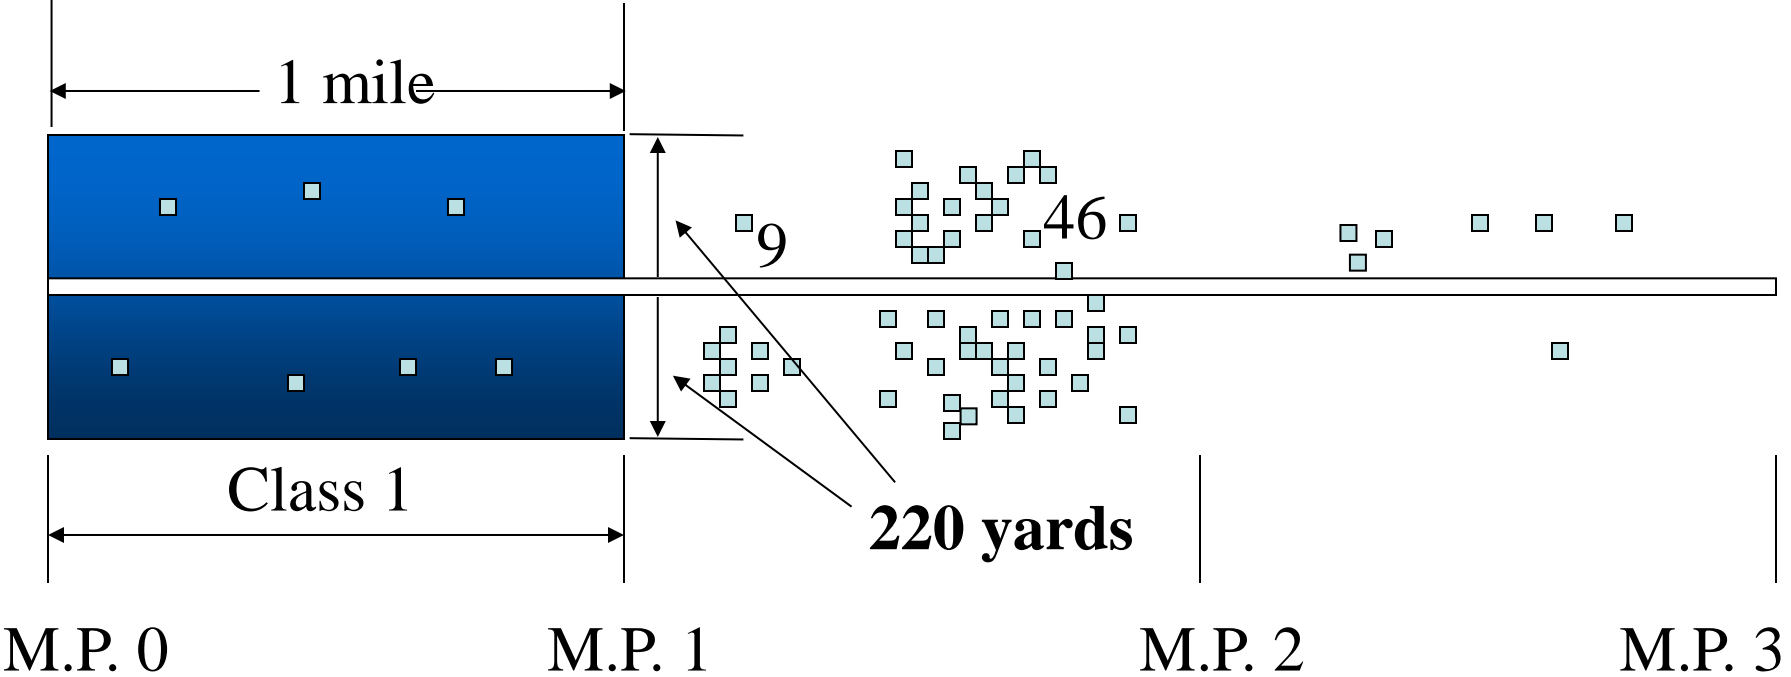 1 mile
46
9
Class 1
220 yards
M.P. 0
M.P. 1
M.P. 2
M.P. 3